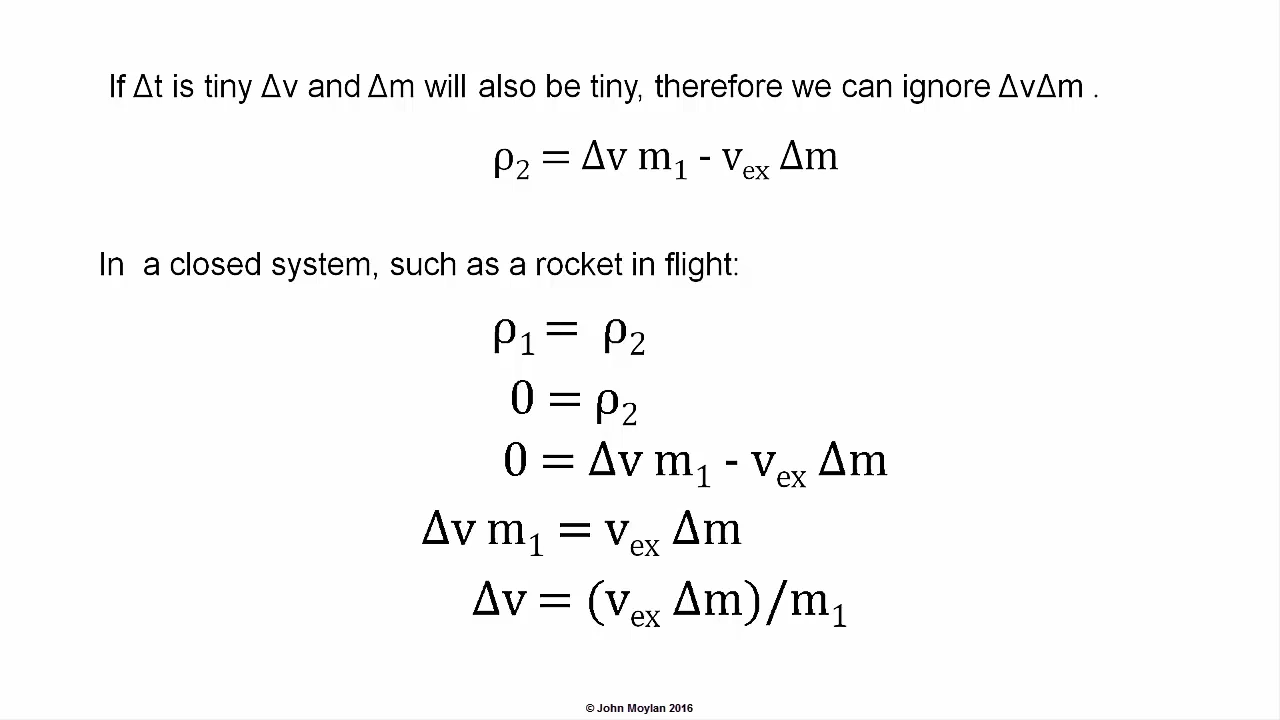 If Δt is tiny Δv and Δm will also be tiny, therefore we can ignore ΔvΔm .
ρ₂ = Δv m₁ - vₑₓ Δm
In a closed system, such as a rocket in flight:
ρ₁ = ρ₂
0 = ρ₂
0 = Δv m₁ - vₑₓ Δm
Δv m₁ = vₑₓ Δm
Δv = (vₑₓ Δm)/m₁
© John Moylan 2016